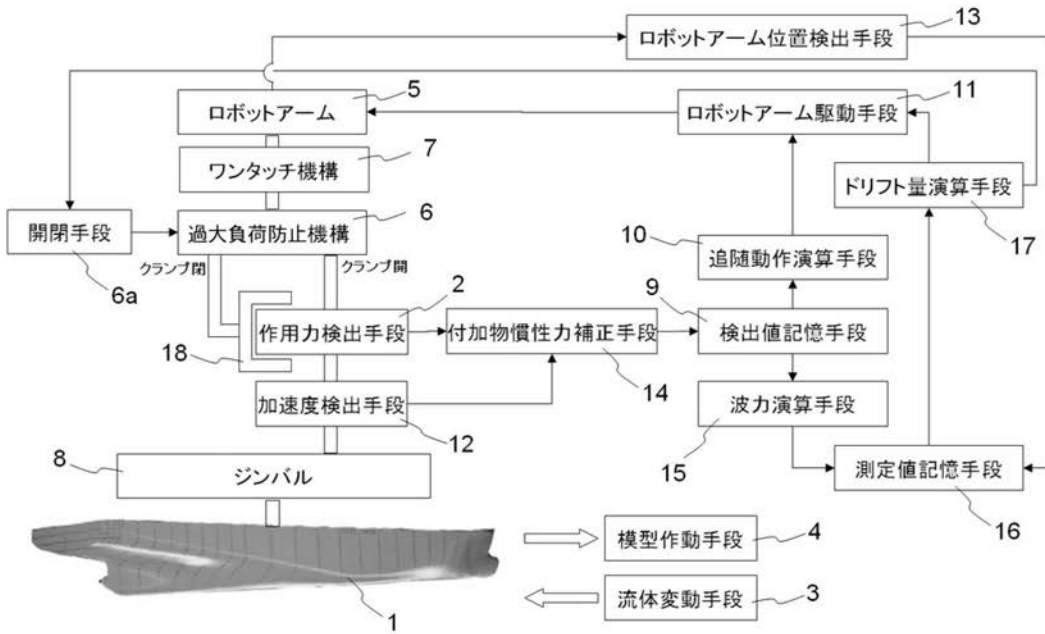 13
ロボットアーム位置検出手段
5
ロボットアーム
11
ロボットアーム駆動手段
7
ワンタッチ機構
ドリフト量演算手段
17
6
過大負荷防止機構
開閉手段
6a
クランプ閉
クランプ開
10
追随動作演算手段
2
作用力検出手段
付加物慣性力補正手段
14
9
検出値記憶手段
18
加速度検出手段
12
波力演算手段
15
8
ジンバル
測定値記憶手段
16
模型作動手段
4
流体変動手段
3
1